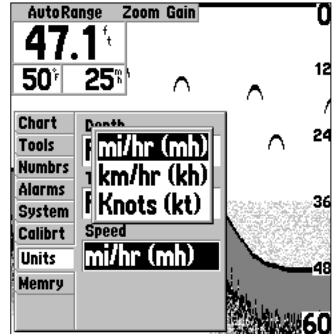 AutoRange Zoom Gain
0
47.1 ft
50°F 25 mh
12
24
36
48
60
Chart
Tools
Numbrs
Alarms
System
Calibrt
Units
Memry
Depth
mi/hr (mh)
km/hr (kh)
Knots (kt)
Speed
mi/hr (mh)